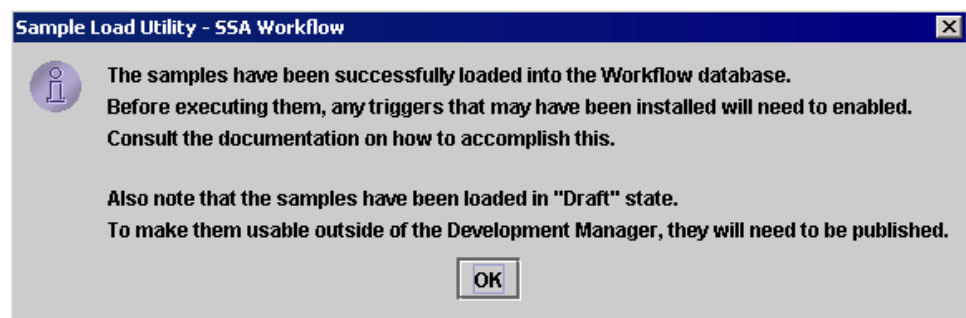 Sample Load Utility - SSA Workflow
The samples have been successfully loaded into the Workflow database.
Before executing them, any triggers that may have been installed will need to enabled.
Consult the documentation on how to accomplish this.
Also note that the samples have been loaded in "Draft" state.
To make them usable outside of the Development Manager, they will need to be published.
OK